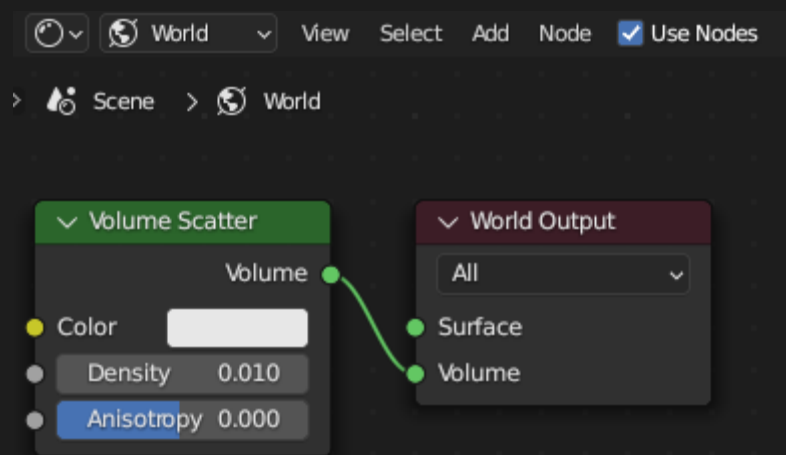 World View Select Add Node Use Nodes
Scene World
Volume Scatter
Volume
Color
Density 0.010
Anisotropy 0.000
World Output
All
Surface
Volume